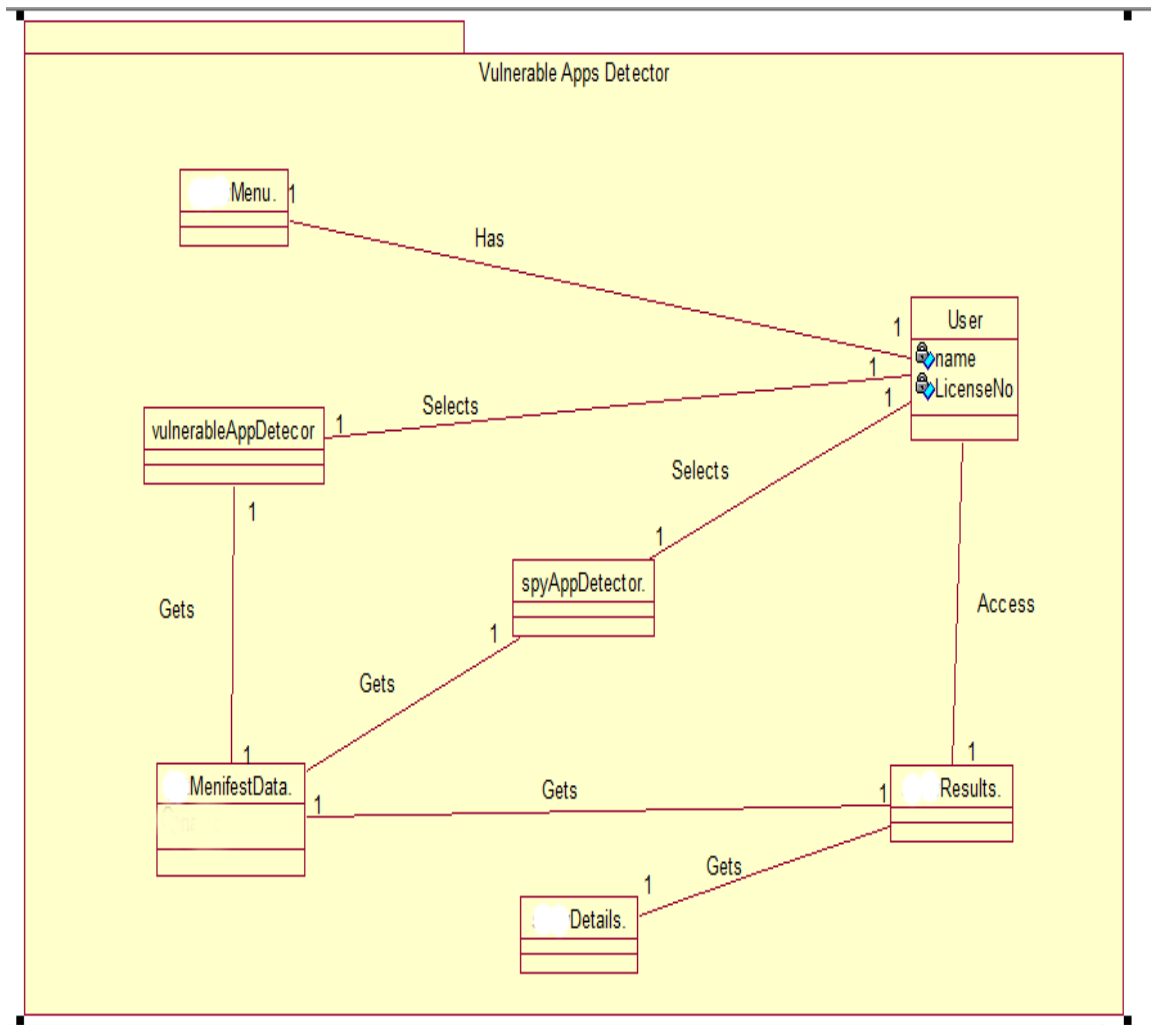 Vulnerable Apps Detector
Menu.
1
Has
1
User
name
LicenseNo
1
Selects
1
vulnerableAppDetecor
1
1
Selects
1
spyAppDetector.
1
Gets
Access
1
Gets
1
MenifestData.
1
Gets
1
1
Results.
Gets
1
Details.